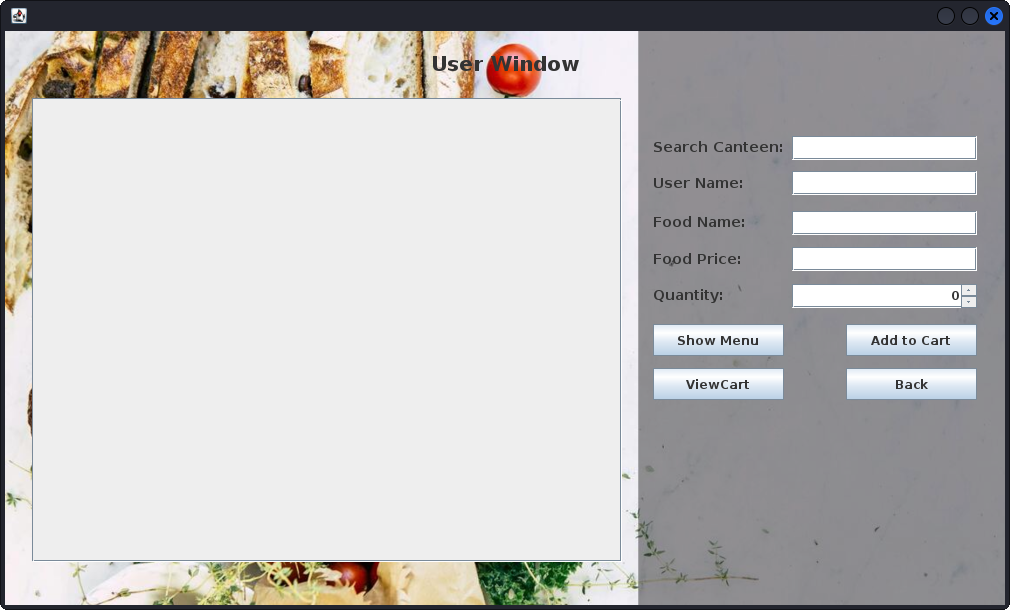 User Window
Search Canteen:
User Name:
Food Name:
Food Price:
Quantity: 0
Show Menu Add to Cart
ViewCart Back